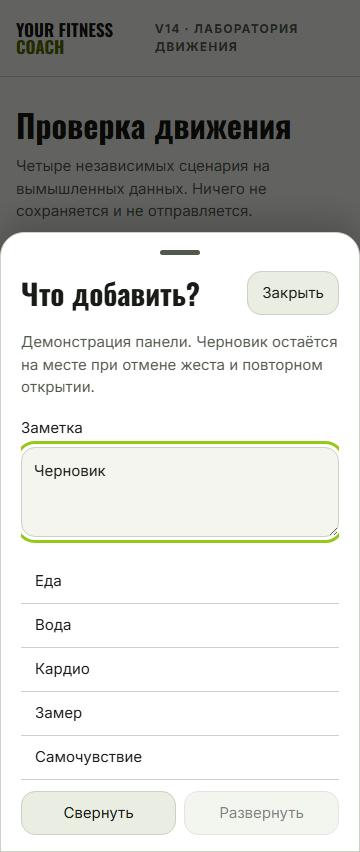 YOUR FITNESS
COACH
V14 · ЛАБОРАТОРИЯ
ДВИЖЕНИЯ
Проверка движения
Четыре независимых сценария на
вымышленных данных. Ничего не
сохраняется и не отправляется.
Что добавить?
Закрыть
Демонстрация панели. Черновик остаётся
на месте при отмене жеста и повторном
открытии.
Заметка
Черновик
Еда
Вода
Кардио
Замер
Самочувствие
Свернуть
Развернуть